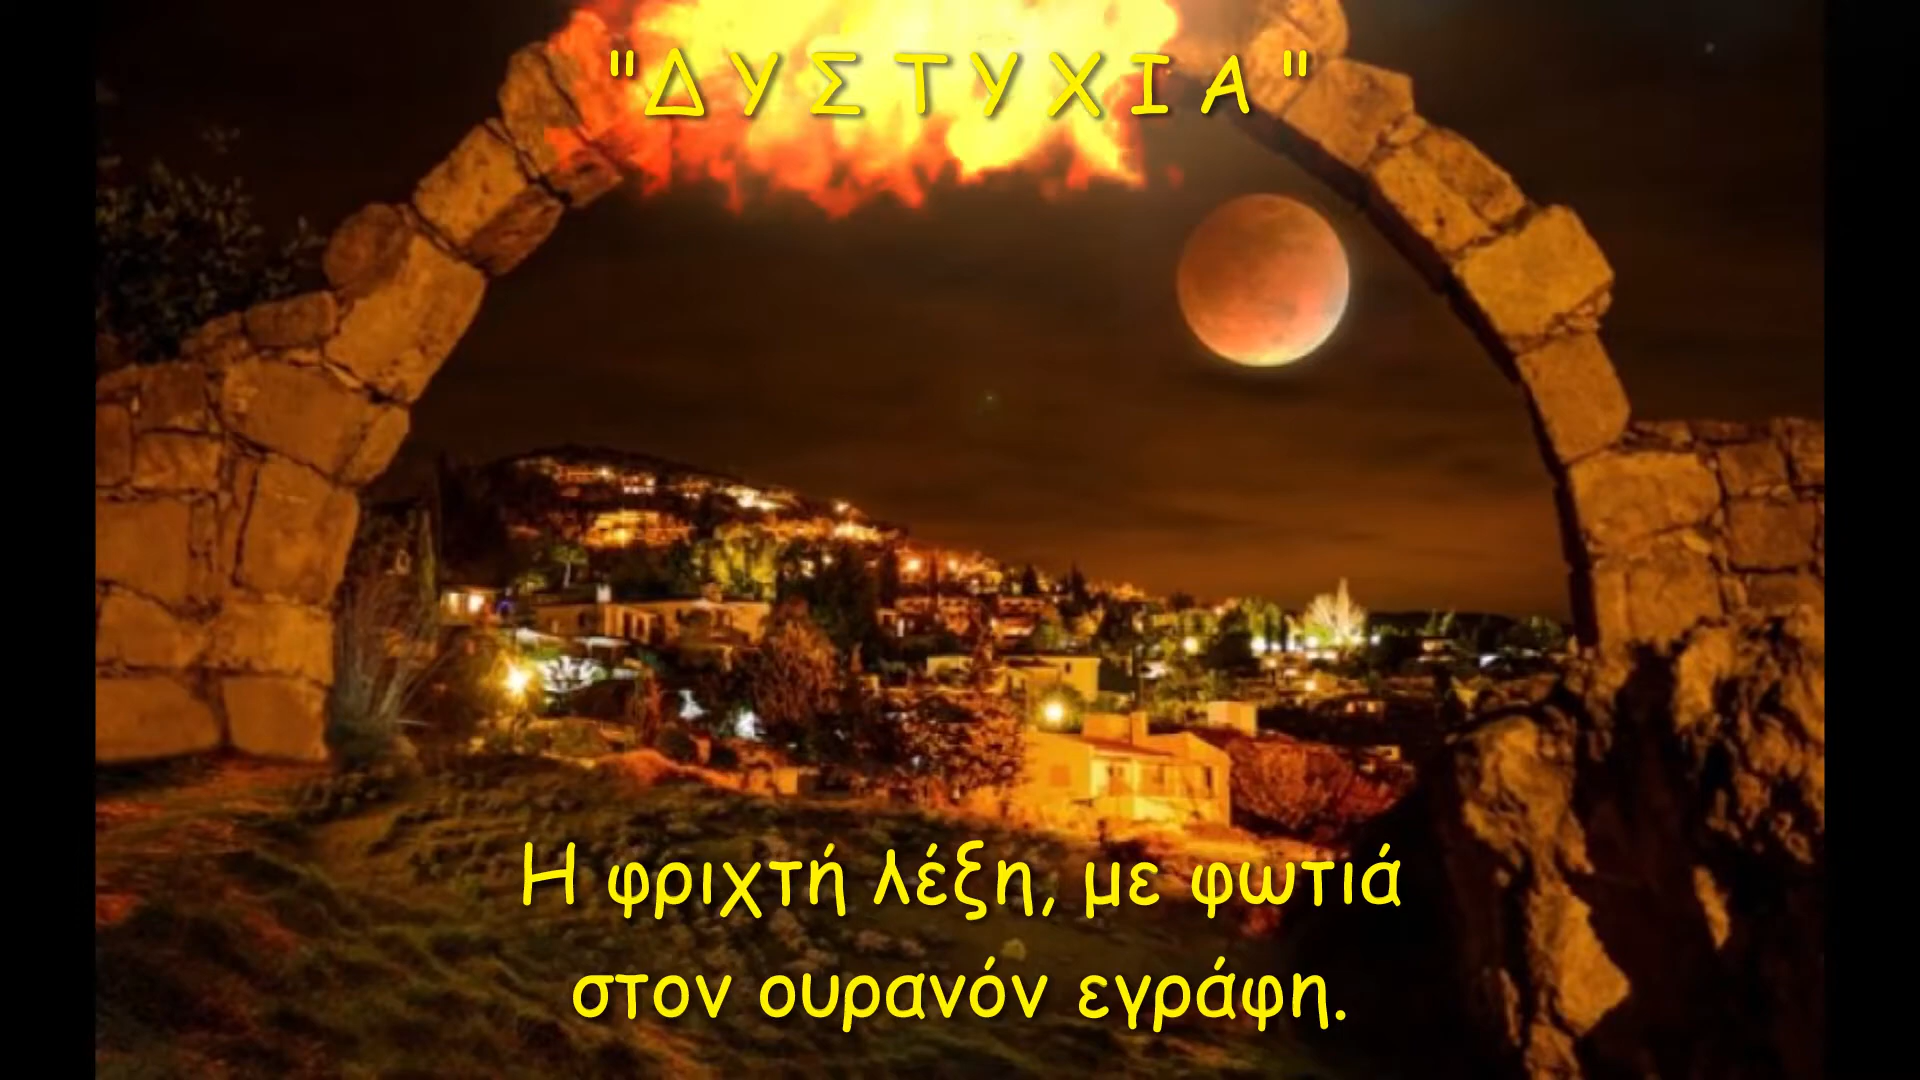 "Δ Υ Σ Τ Υ Χ Ι Α"
Η φριχτή λέξη, με φωτιά
στον ουρανόν εγράφη.